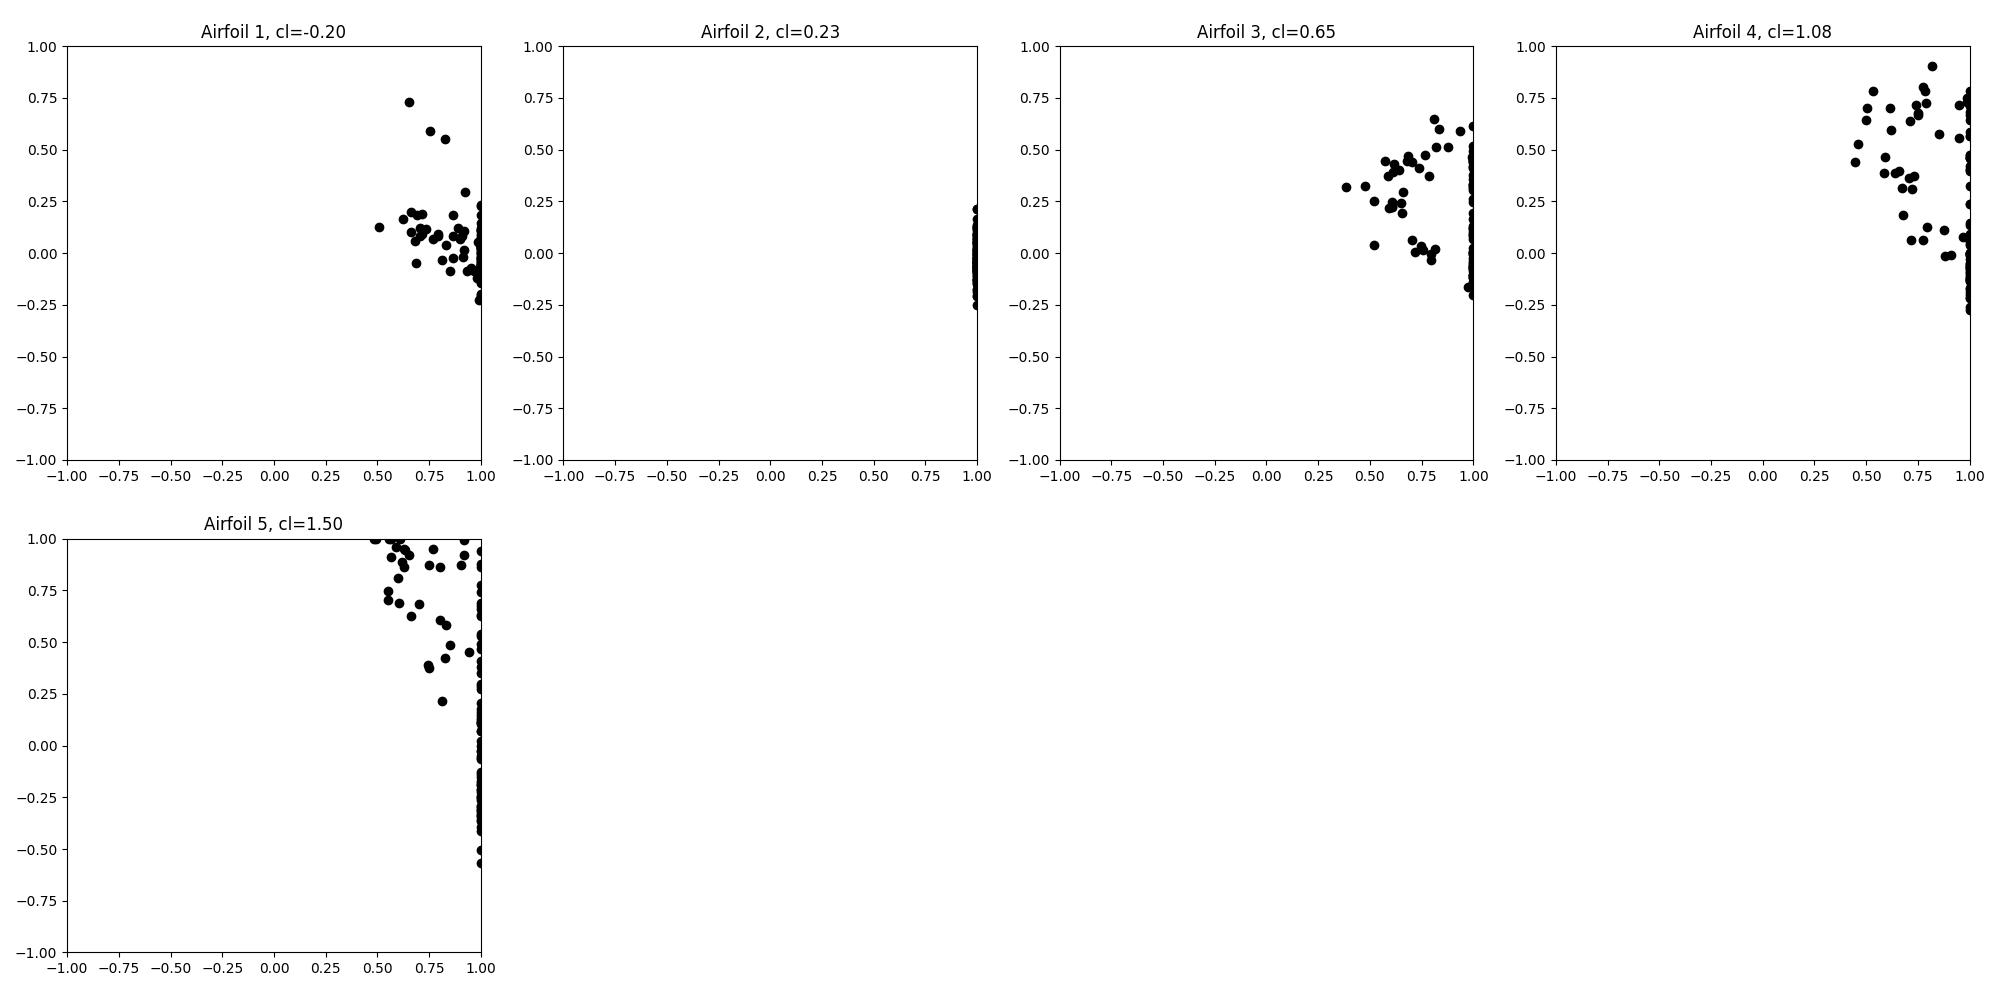 Airfoil 1, cl=-0.20
Airfoil 2, cl=0.23
Airfoil 3, cl=0.65
Airfoil 4, cl=1.08
1.00 1.00 1.00 1.00
0.75 0.75 0.75 0.75
0.50 0.50 0.50 0.50
0.25 0.25 0.25 0.25
0.00 0.00 0.00 0.00
−0.25 −0.25 −0.25 −0.25
−0.50 −0.50 −0.50 −0.50
−0.75 −0.75 −0.75 −0.75
−1.00 −1.00 −1.00 −1.00
−1.00 −0.75 −0.50 −0.25 0.00 0.25 0.50 0.75 1.00
−1.00 −0.75 −0.50 −0.25 0.00 0.25 0.50 0.75 1.00
−1.00 −0.75 −0.50 −0.25 0.00 0.25 0.50 0.75 1.00
−1.00 −0.75 −0.50 −0.25 0.00 0.25 0.50 0.75 1.00
Airfoil 5, cl=1.50
1.00
0.75
0.50
0.25
0.00
−0.25
−0.50
−0.75
−1.00
−1.00 −0.75 −0.50 −0.25 0.00 0.25 0.50 0.75 1.00